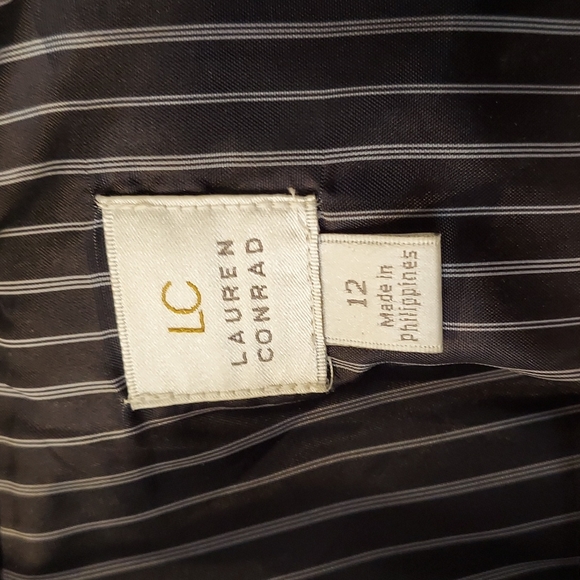 LC
LAUREN
CONRAD
12
Made in
Philippines